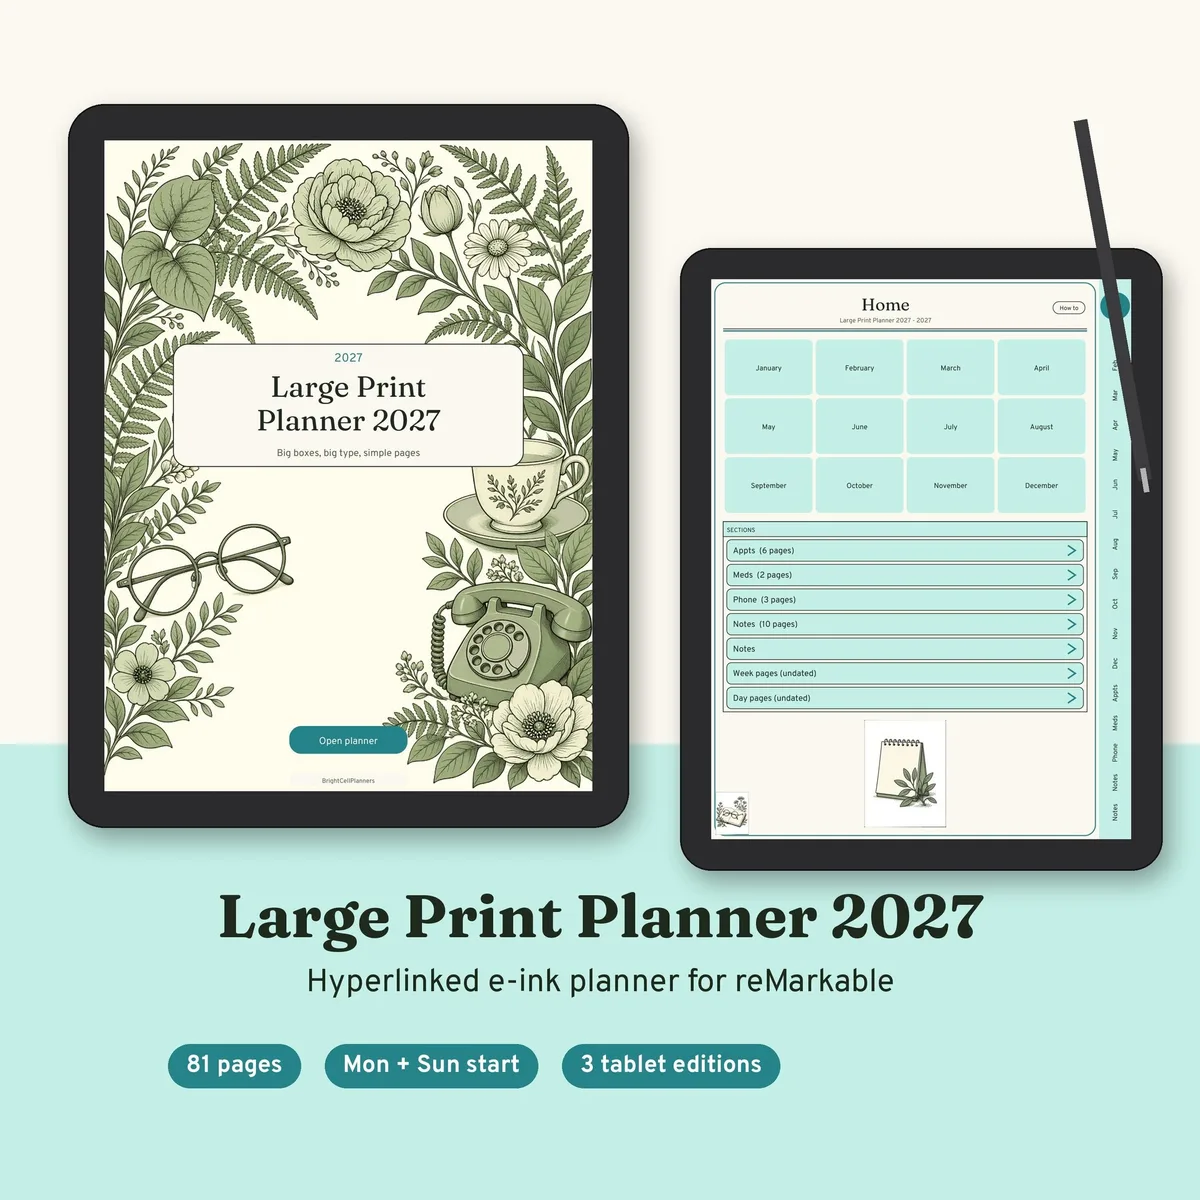 2027
Large Print
Planner 2027
Big boxes, big type, simple pages
Open planner
BrightCellPlanners
Home
Large Print Planner 2027 - 2027
How to
January
February
March
April
May
June
July
August
September
October
November
December
SECTIONS
Appts (6 pages)
Meds (2 pages)
Phone (3 pages)
Notes (10 pages)
Notes
Week pages (undated)
Day pages (undated)
Feb
Mar
Apr
May
Jun
Jul
Aug
Sep
Oct
Nov
Dec
Appts
Meds
Phone
Notes
Notes
Large Print Planner 2027
Hyperlinked e-ink planner for reMarkable
81 pages
Mon + Sun start
3 tablet editions